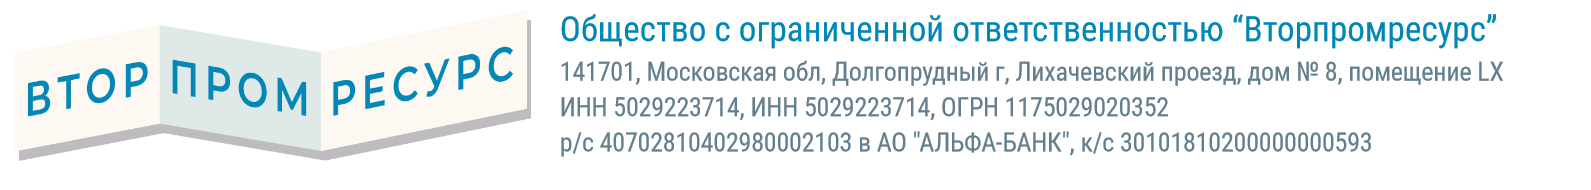 ВТОР ПРОМ РЕСУРС
Общество с ограниченной ответственностью “Вторпромресурс”
141701, Московская обл, Долгопрудный г, Лихачевский проезд, дом № 8, помещение LX
ИНН 5029223714, ИНН 5029223714, ОГРН 1175029020352
р/с 40702810402980002103 в АО "АЛЬФА-БАНК", к/с 30101810200000000593